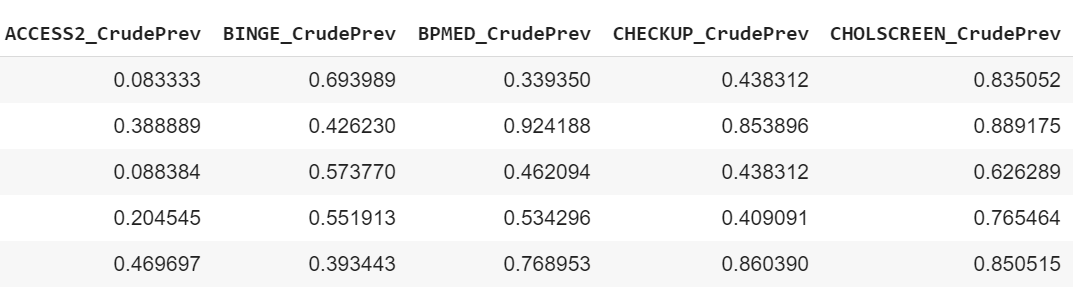 ACCESS2_CrudePrev BINGE_CrudePrev BPMED_CrudePrev CHECKUP_CrudePrev CHOLSCREEN_CrudePrev
0.083333 0.693989 0.339350 0.438312 0.835052
0.388889 0.426230 0.924188 0.853896 0.889175
0.088384 0.573770 0.462094 0.438312 0.626289
0.204545 0.551913 0.534296 0.409091 0.765464
0.469697 0.393443 0.768953 0.860390 0.850515